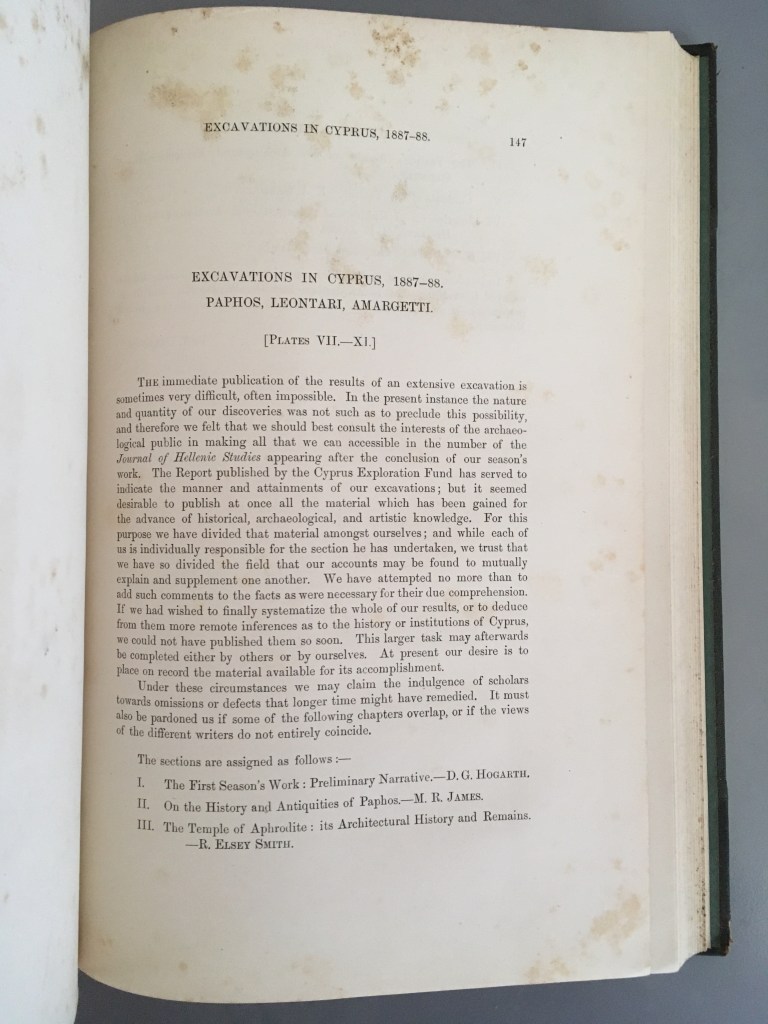 EXCAVATIONS IN CYPRUS, 1887–88.
147
EXCAVATIONS IN CYPRUS, 1887–88.
PAPHOS, LEONTARI, AMARGETTI.
[PLATES VII.—XI.]
THE immediate publication of the results of an extensive excavation is
sometimes very difficult, often impossible. In the present instance the nature
and quantity of our discoveries was not such as to preclude this possibility,
and therefore we felt that we should best consult the interests of the archaeo-
logical public in making all that we can accessible in the number of the
Journal of Hellenic Studies appearing after the conclusion of our season's
work. The Report published by the Cyprus Exploration Fund has served to
indicate the manner and attainments of our excavations; but it seemed
desirable to publish at once all the material which has been gained for
the advance of historical, archaeological, and artistic knowledge. For this
purpose we have divided that material amongst ourselves; and while each of
us is individually responsible for the section he has undertaken, we trust that
we have so divided the field that our accounts may be found to mutually
explain and supplement one another. We have attempted no more than to
add such comments to the facts as were necessary for their due comprehension.
If we had wished to finally systematize the whole of our results, or to deduce
from them more remote inferences as to the history or institutions of Cyprus,
we could not have published them so soon. This larger task may afterwards
be completed either by others or by ourselves. At present our desire is to
place on record the material available for its accomplishment.
Under these circumstances we may claim the indulgence of scholars
towards omissions or defects that longer time might have remedied. It must
also be pardoned us if some of the following chapters overlap, or if the views
of the different writers do not entirely coincide.
The sections are assigned as follows :—
I. The First Season's Work : Preliminary Narrative.—D. G. HOGARTH.
II. On the History and Antiquities of Paphos.—M. R. JAMES.
III. The Temple of Aphrodite : its Architectural History and Remains.
—R. ELSEY SMITH.